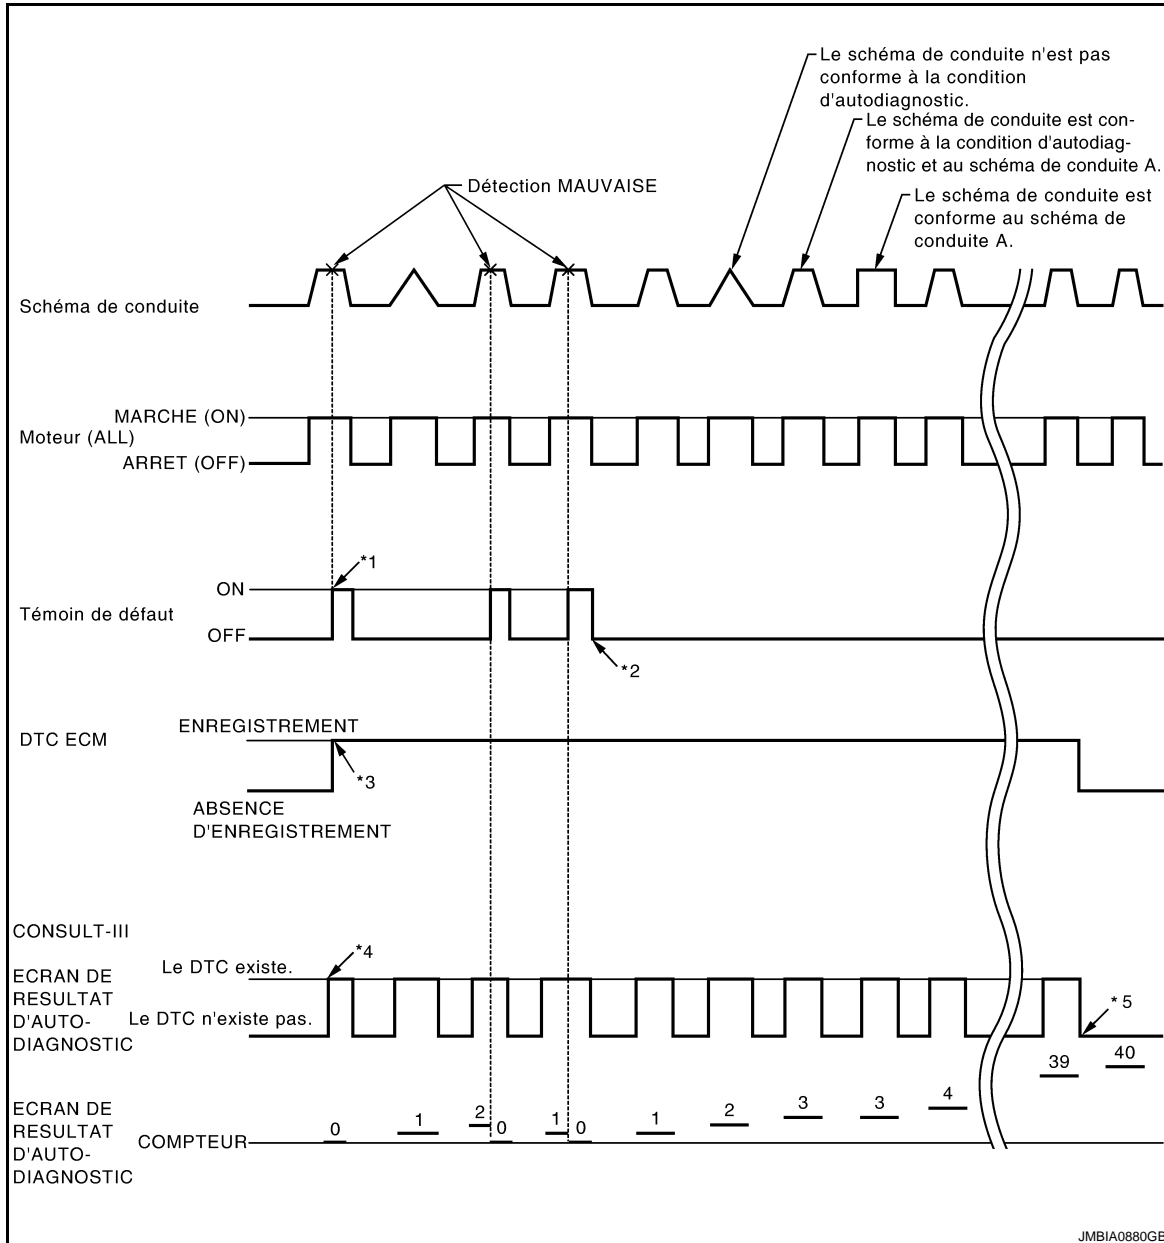 Le schéma de conduite n'est pas
conforme à la condition
d'autodiagnostic.
Le schéma de conduite est con-
forme à la condition d'autodiag-
nostic et au schéma de conduite A.
Détection MAUVAISE
Le schéma de conduite est
conforme au schéma de
conduite A.
Schéma de conduite
MARCHE (ON)
Moteur (ALL)
ARRET (OFF)
*1
ON
Témoin de défaut
OFF
*2
ENREGISTREMENT
DTC ECM
*3
ABSENCE
D'ENREGISTREMENT
CONSULT-III
*4
Le DTC existe.
ECRAN DE
RESULTAT
D'AUTO-
DIAGNOSTIC
Le DTC n'existe pas.
*5
ECRAN DE
RESULTAT
D'AUTO-
DIAGNOSTIC
COMPTEUR
0 1 2 0 1 0 1 2 3 3 4 39 40
JMBIA0880GB